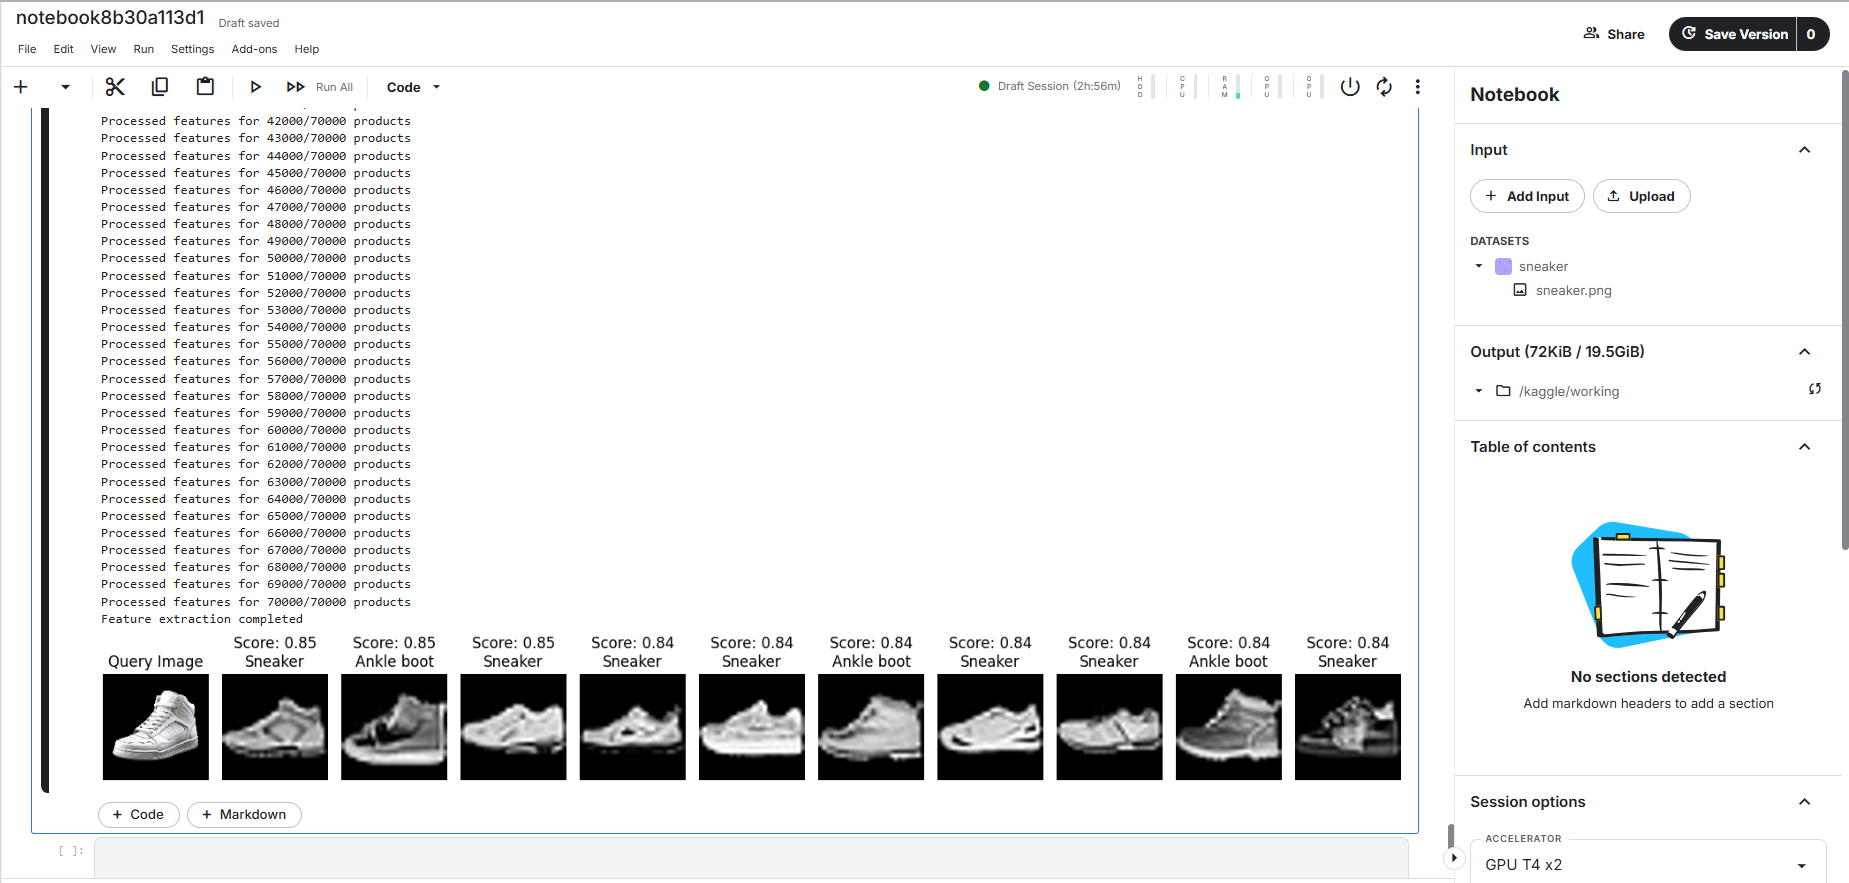 notebook8b30a113d1 Draft saved
File Edit View Run Settings Add-ons Help
Share
Save Version 0
Run All
Code
Draft Session (2h:56m)
HDD
CPU
RAM
GPU
GPU
Processed features for 42000/70000 products
Processed features for 43000/70000 products
Processed features for 44000/70000 products
Processed features for 45000/70000 products
Processed features for 46000/70000 products
Processed features for 47000/70000 products
Processed features for 48000/70000 products
Processed features for 49000/70000 products
Processed features for 50000/70000 products
Processed features for 51000/70000 products
Processed features for 52000/70000 products
Processed features for 53000/70000 products
Processed features for 54000/70000 products
Processed features for 55000/70000 products
Processed features for 56000/70000 products
Processed features for 57000/70000 products
Processed features for 58000/70000 products
Processed features for 59000/70000 products
Processed features for 60000/70000 products
Processed features for 61000/70000 products
Processed features for 62000/70000 products
Processed features for 63000/70000 products
Processed features for 64000/70000 products
Processed features for 65000/70000 products
Processed features for 66000/70000 products
Processed features for 67000/70000 products
Processed features for 68000/70000 products
Processed features for 69000/70000 products
Processed features for 70000/70000 products
Feature extraction completed
Query Image
Score: 0.85
Sneaker
Score: 0.85
Ankle boot
Score: 0.85
Sneaker
Score: 0.84
Sneaker
Score: 0.84
Sneaker
Score: 0.84
Ankle boot
Score: 0.84
Sneaker
Score: 0.84
Sneaker
Score: 0.84
Ankle boot
Score: 0.84
Sneaker
+ Code
+ Markdown
[ ]:
Notebook
Input
+ Add Input
Upload
DATASETS
sneaker
sneaker.png
Output (72KiB / 19.5GiB)
/kaggle/working
Table of contents
No sections detected
Add markdown headers to add a section
Session options
ACCELERATOR
GPU T4 x2